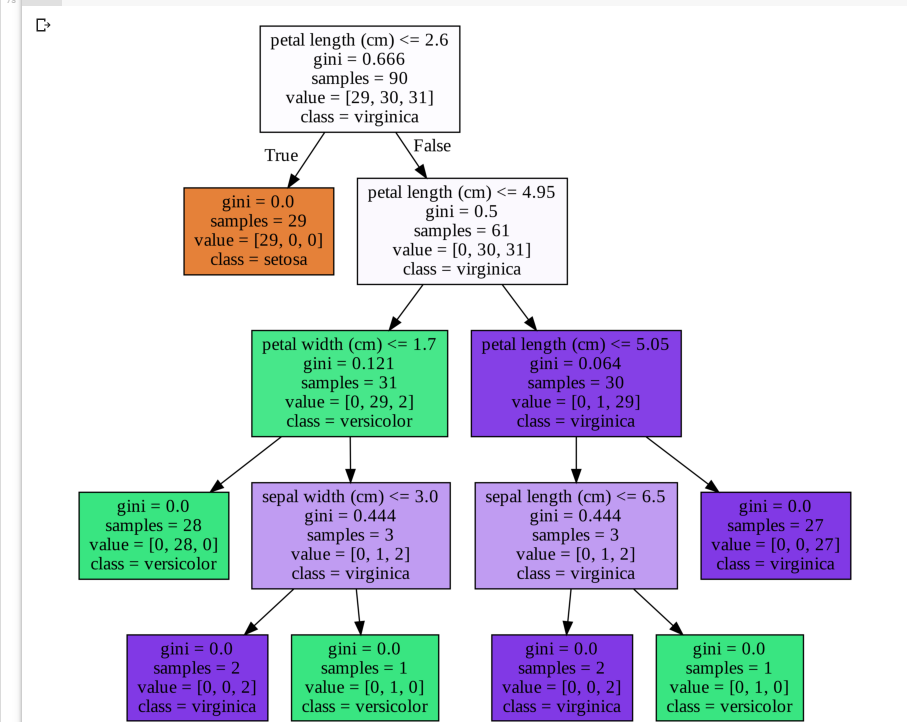 petal length (cm) <= 2.6
gini = 0.666
samples = 90
value = [29, 30, 31]
class = virginica
True
False
gini = 0.0
samples = 29
value = [29, 0, 0]
class = setosa
petal length (cm) <= 4.95
gini = 0.5
samples = 61
value = [0, 30, 31]
class = virginica
petal width (cm) <= 1.7
gini = 0.121
samples = 31
value = [0, 29, 2]
class = versicolor
petal length (cm) <= 5.05
gini = 0.064
samples = 30
value = [0, 1, 29]
class = virginica
gini = 0.0
samples = 28
value = [0, 28, 0]
class = versicolor
sepal width (cm) <= 3.0
gini = 0.444
samples = 3
value = [0, 1, 2]
class = virginica
sepal length (cm) <= 6.5
gini = 0.444
samples = 3
value = [0, 1, 2]
class = virginica
gini = 0.0
samples = 27
value = [0, 0, 27]
class = virginica
gini = 0.0
samples = 2
value = [0, 0, 2]
class = virginica
gini = 0.0
samples = 1
value = [0, 1, 0]
class = versicolor
gini = 0.0
samples = 2
value = [0, 0, 2]
class = virginica
gini = 0.0
samples = 1
value = [0, 1, 0]
class = versicolor